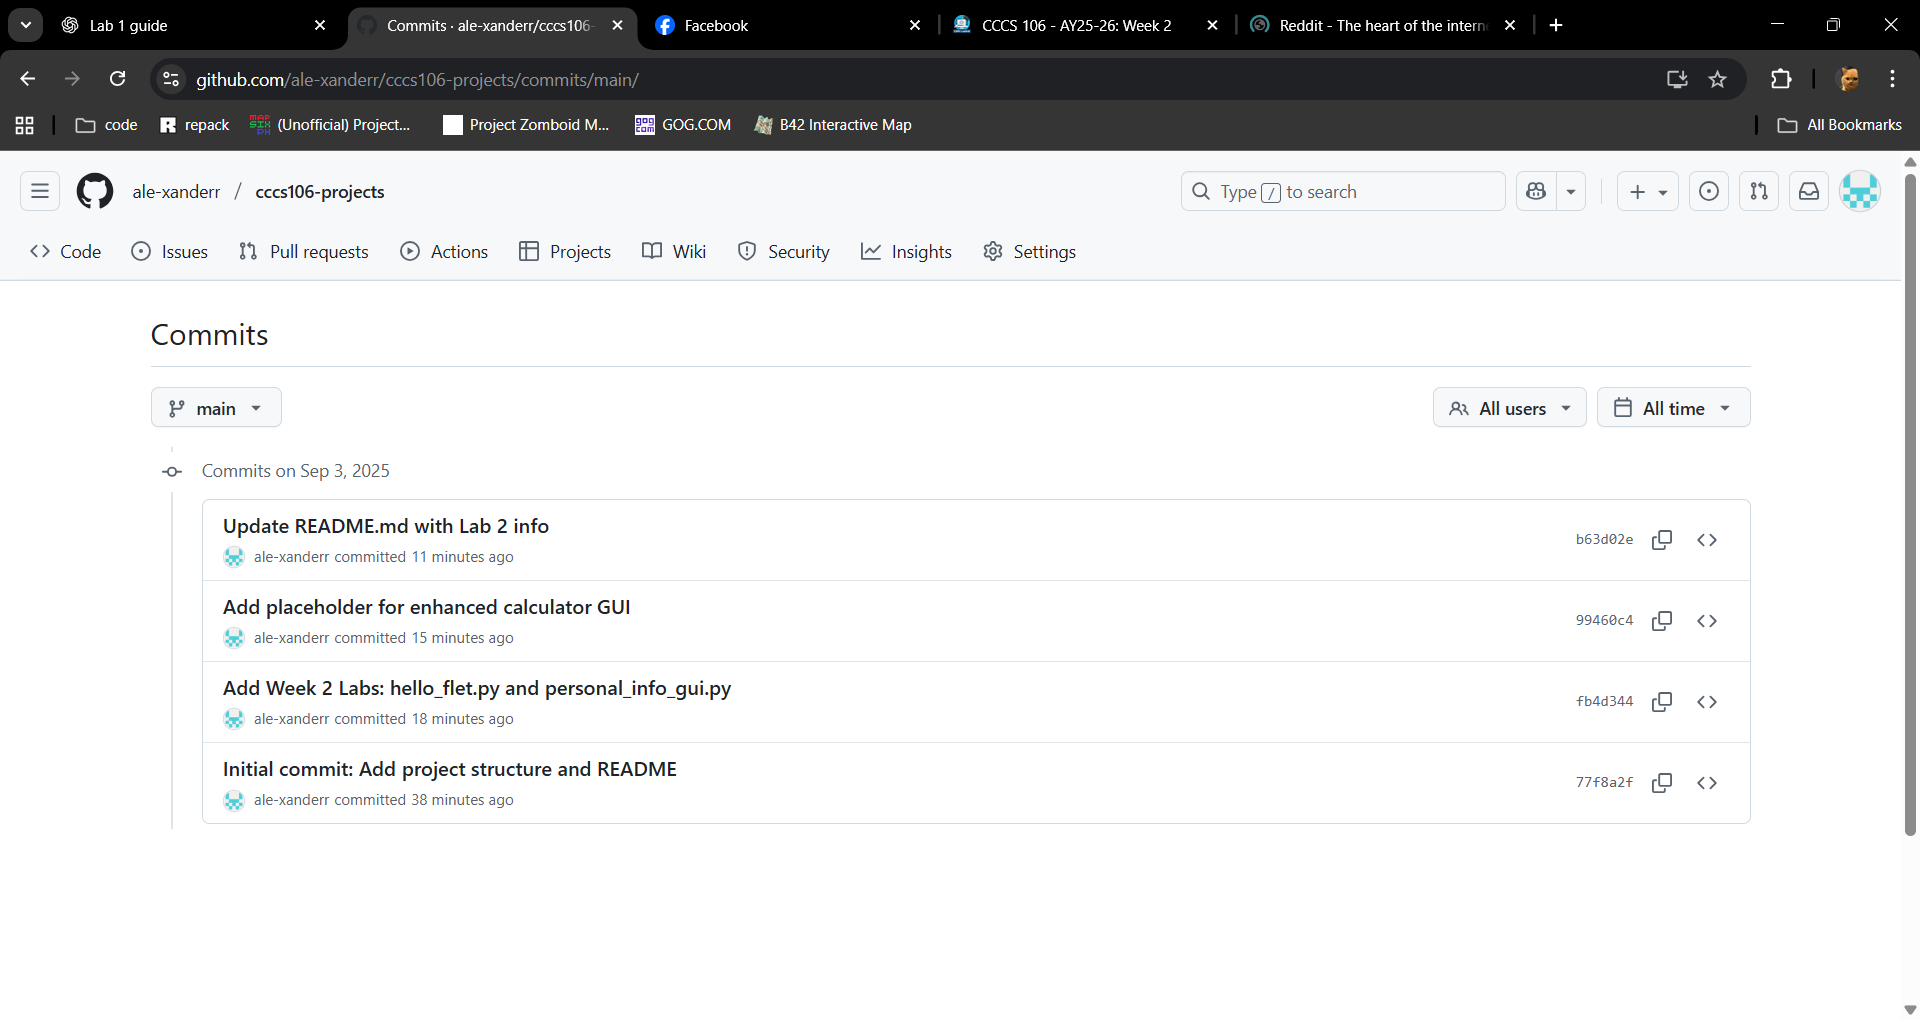 Lab 1 guide
Commits · ale-xanderr/cccs106-
Facebook
CCCS 106 - AY25-26: Week 2
Reddit - The heart of the intern
github.com/ale-xanderr/cccs106-projects/commits/main/
code
repack
(Unofficial) Project...
Project Zomboid M...
GOG.COM
B42 Interactive Map
All Bookmarks
ale-xanderr / cccs106-projects
Type / to search
Code
Issues
Pull requests
Actions
Projects
Wiki
Security
Insights
Settings
Commits
main
All users
All time
Commits on Sep 3, 2025
Update README.md with Lab 2 info
ale-xanderr committed 11 minutes ago
b63d02e
Add placeholder for enhanced calculator GUI
ale-xanderr committed 15 minutes ago
99460c4
Add Week 2 Labs: hello_flet.py and personal_info_gui.py
ale-xanderr committed 18 minutes ago
fb4d344
Initial commit: Add project structure and README
ale-xanderr committed 38 minutes ago
77f8a2f